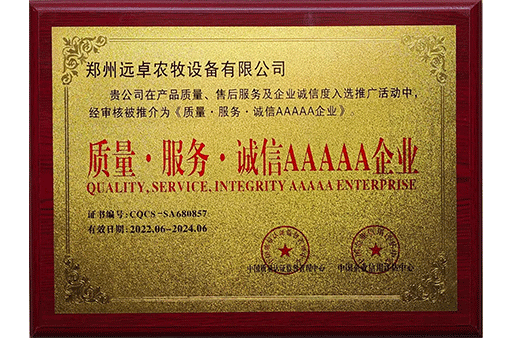 郑州远卓农牧设备有限公司
贵公司在产品质量、售后服务及企业诚信度入选推广活动中,
经审核被推介为《质量·服务·诚信AAAAA企业》。
质量·服务·诚信AAAAA企业
QUALITY, SERVICE, INTEGRITY AAAAA ENTERPRISE
证书编号:CQCS-SA680857
有效日期:2022.06-2024.06